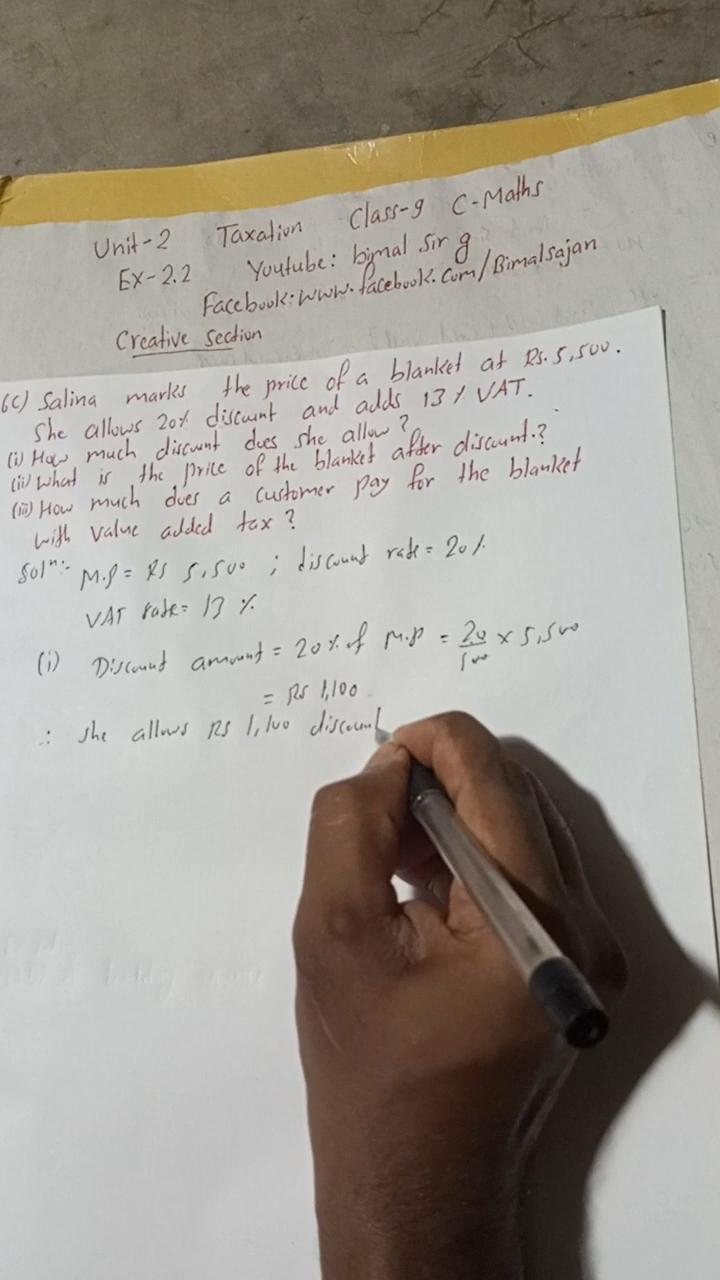 Unit-2 Taxation Class-9 C-Maths
Ex-2.2 Youtube: bimal sir g
Facebook: www.facebook.com/Bimalsajan
Creative section
6c) Salina marks the price of a blanket at Rs. 5,500.
She allows 20% discount and adds 13% VAT.
(i) How much discount does she allow?
(ii) What is the price of the blanket after discount.?
(iii) How much does a customer pay for the blanket
with value added tax?
Solⁿ:- M.P = Rs 5,500 ; discount rate = 20%
VAT rate = 13 %
(i) Discount amount = 20% of M.P = 20/100 × 5,500
= Rs 1,100
∴ she allows Rs 1,100 discount